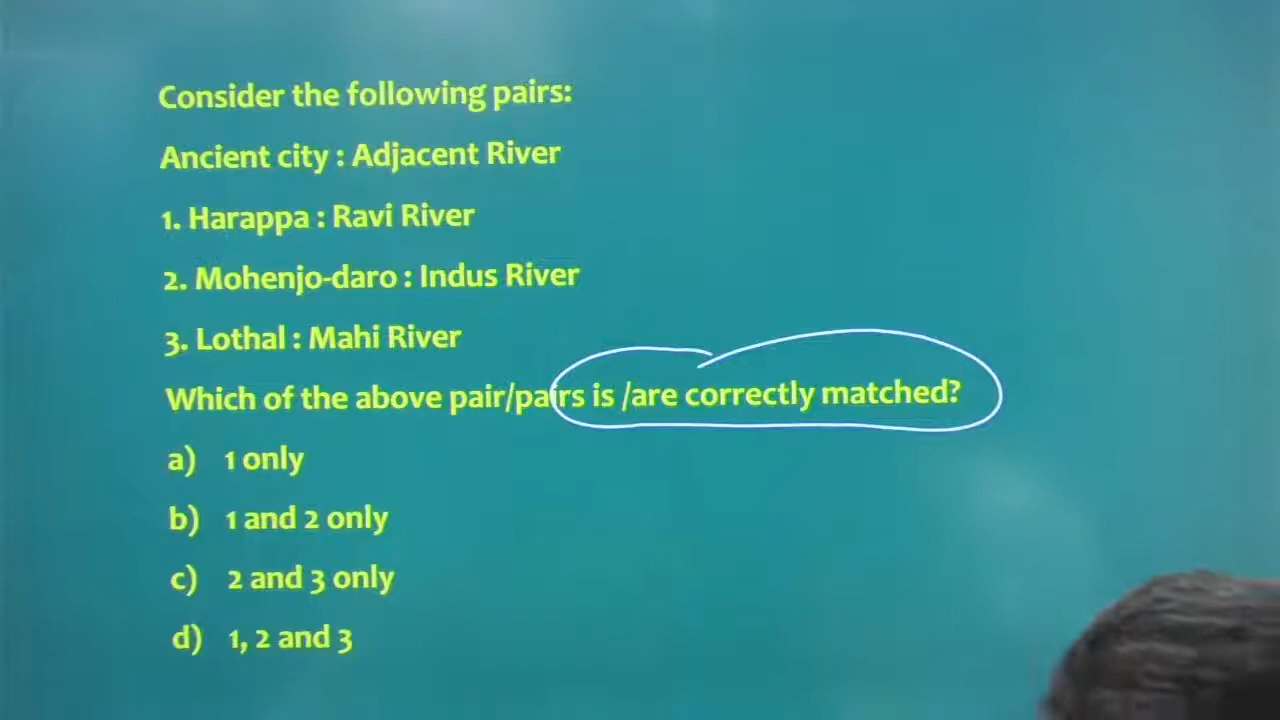 Consider the following pairs:
Ancient city : Adjacent River
1. Harappa : Ravi River
2. Mohenjo-daro : Indus River
3. Lothal : Mahi River
Which of the above pair/pairs is /are correctly matched?
a) 1 only
b) 1 and 2 only
c) 2 and 3 only
d) 1, 2 and 3